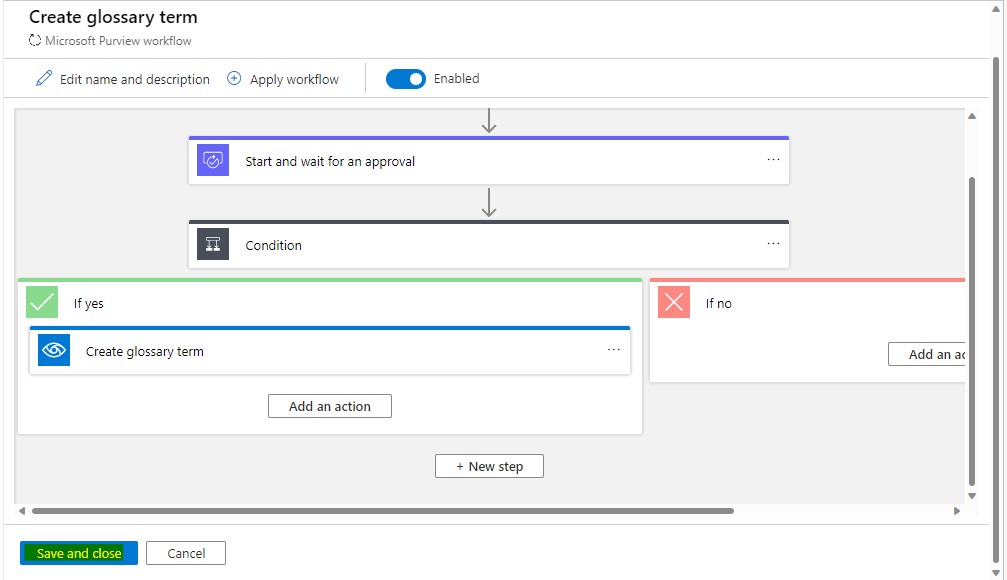 Create glossary term
Microsoft Purview workflow
Edit name and description
Apply workflow
Enabled
Start and wait for an approval
...
Condition
...
If yes
If no
Create glossary term
...
Add an ac
Add an action
+ New step
Save and close
Cancel